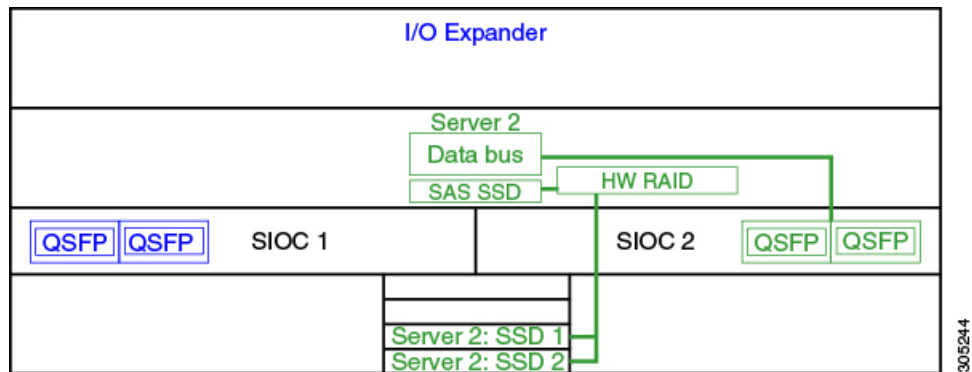 I/O Expander
Server 2
Data bus
SAS SSD
HW RAID
QSFP QSFP SIOC 1 SIOC 2 QSFP QSFP
Server 2: SSD 1
Server 2: SSD 2
305244